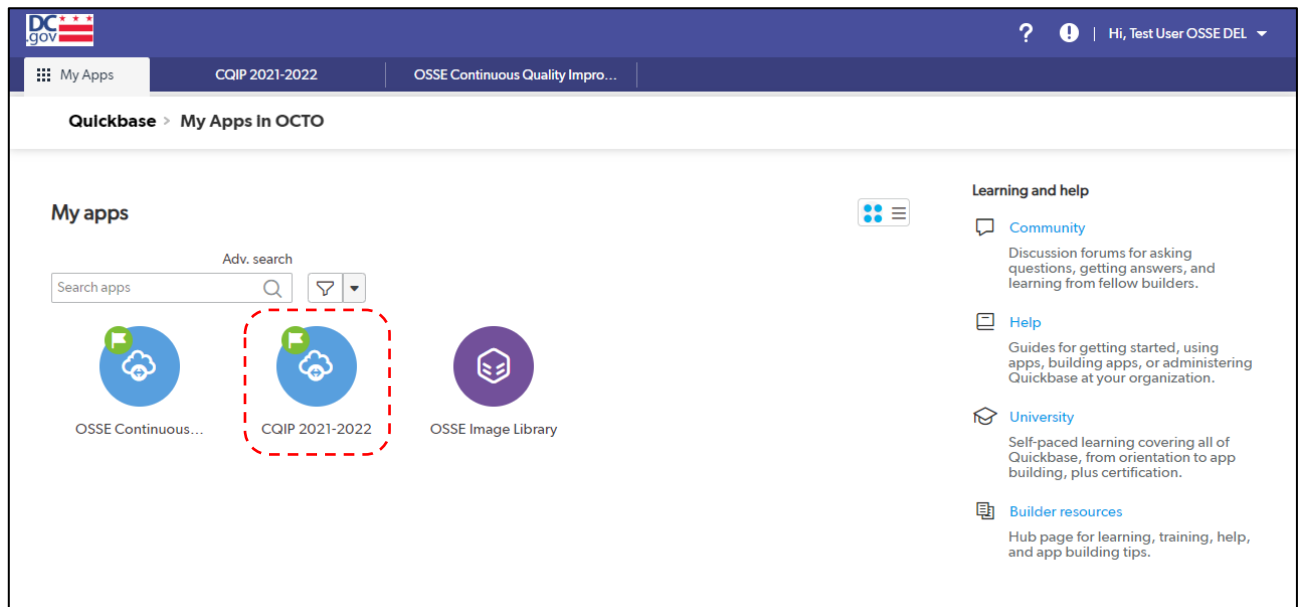 DC
.gov
? ! | Hi, Test User OSSE DEL
My Apps
CQIP 2021-2022
OSSE Continuous Quality Impro...
Quickbase > My Apps in OCTO
My apps
Adv. search
Search apps
OSSE Continuous...
CQIP 2021-2022
OSSE Image Library
Learning and help
Community
Discussion forums for asking
questions, getting answers, and
learning from fellow builders.
Help
Guides for getting started, using
apps, building apps, or administering
Quickbase at your organization.
University
Self-paced learning covering all of
Quickbase, from orientation to app
building, plus certification.
Builder resources
Hub page for learning, training, help,
and app building tips.